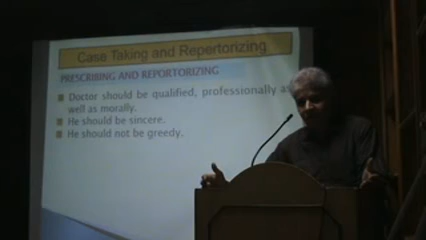 Case Taking and Repertorizing
PRESCRIBING AND REPORTORIZING
Doctor should be qualified, professionally as
well as morally.
He should be sincere.
He should not be greedy.